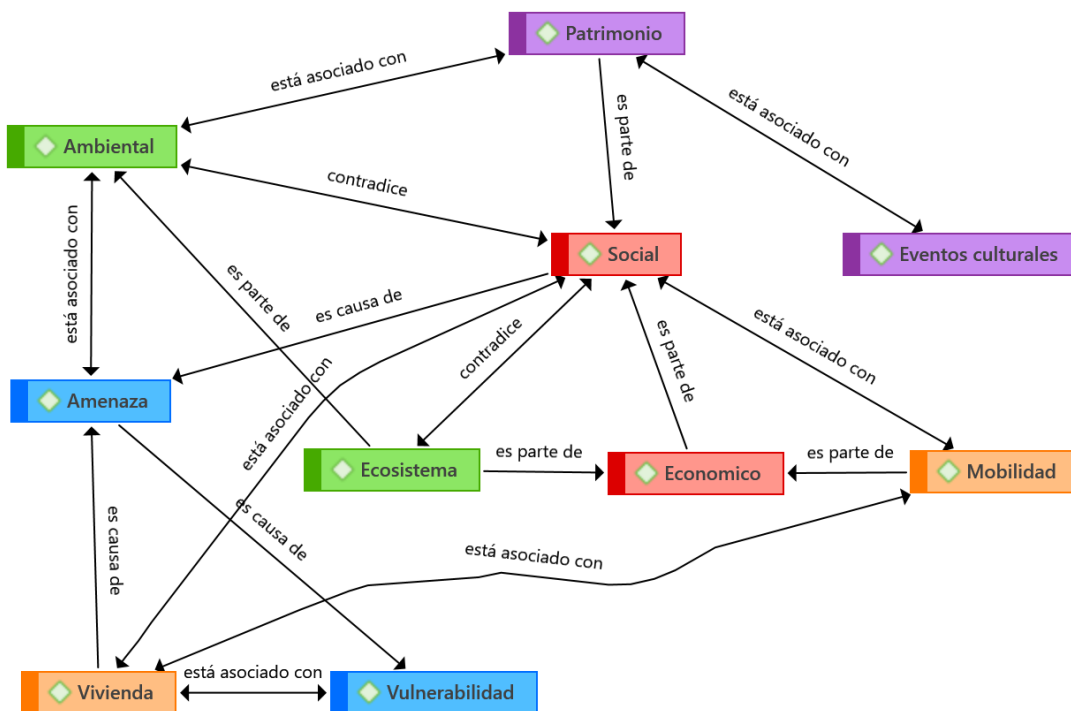 Patrimonio
está asociado con
es parte de
está asociado con
Ambiental
contradice
está asociado con
Social
Eventos culturales
es parte de
es causa de
está asociado con
es parte de
contradice
Amenaza
está asociado con
Ecosistema
es parte de
Economico
es parte de
Mobilidad
es causa de
es causa de
está asociado con
Vivienda
está asociado con
Vulnerabilidad